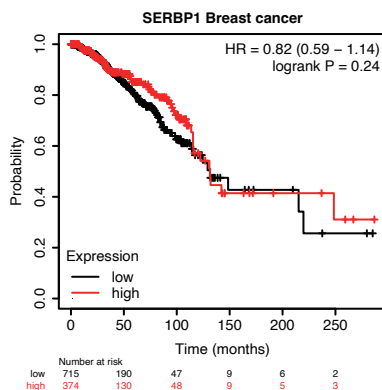 SERBP1 Breast cancer
HR = 0.82 (0.59 – 1.14)
logrank P = 0.24
Probability
1.0
0.8
0.6
0.4
0.2
0.0
Expression
low
high
0 50 100 150 200 250
Time (months)
Number at risk
low 715 190 47 9 6 2
high 374 130 48 9 5 3